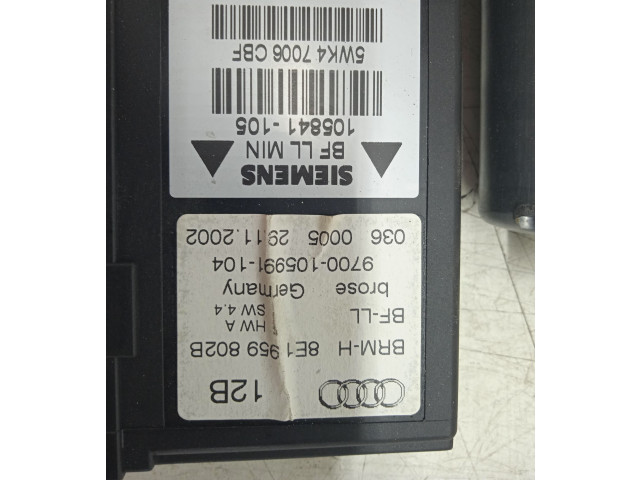 12B
BRM-H 8E1 959 802B
BF-LL HW A
SW 4.4
brose Germany
9700-105991-104
036 0005 29.11.2002
SIEMENS
BF LL MIN
105841-105
5WK4 7006 CBF